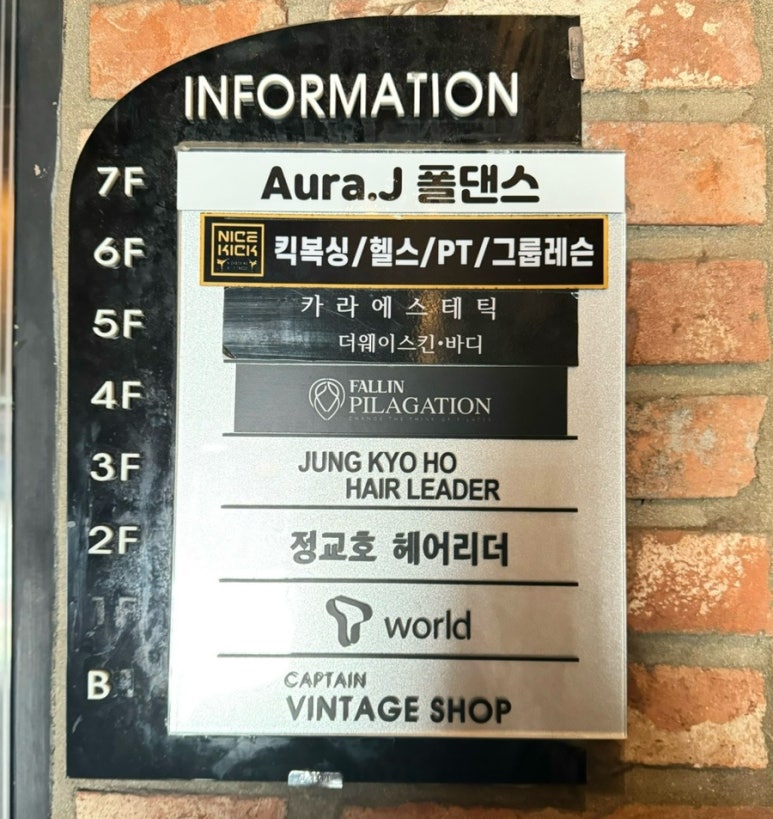 INFORMATION
7F Aura.J 폴댄스
6F NICE KICK 킥복싱/헬스/PT/그룹레슨
5F 카라에스테틱
더웨이스킨•바디
4F FALLIN
PILAGATION
3F JUNG KYO HO
HAIR LEADER
2F 정교호 헤어리더
1F T world
B CAPTAIN
VINTAGE SHOP